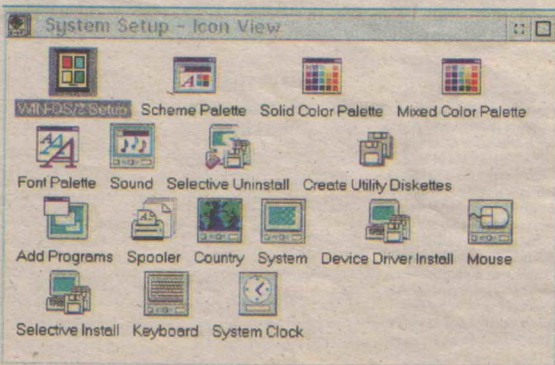 System Setup - Icon View
WIN-OS/2 Setup Scheme Palette Solid Color Palette Mixed Color Palette
Font Palette Sound Selective Uninstall Create Utility Diskettes
Add Programs Spooler Country System Device Driver Install Mouse
Selective Install Keyboard System Clock